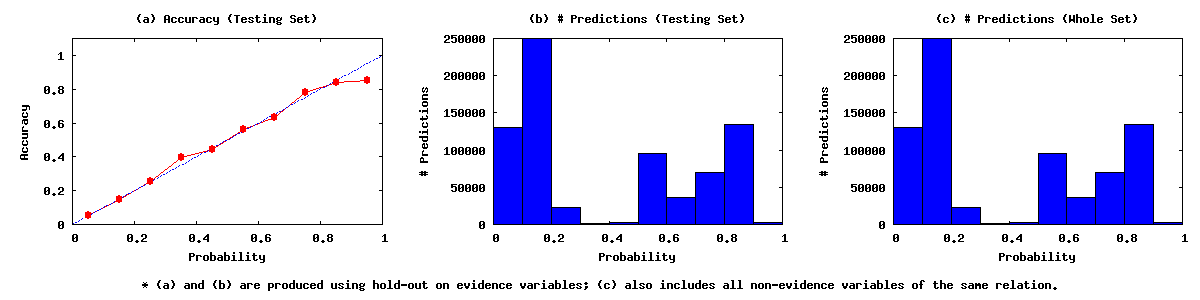 (a) Accuracy (Testing Set)
1
0.8
0.6
0.4
0.2
0
0 0.2 0.4 0.6 0.8 1
Accuracy
Probability
(b) # Predictions (Testing Set)
250000
200000
150000
100000
50000
0
0 0.2 0.4 0.6 0.8 1
# Predictions
Probability
(c) # Predictions (Whole Set)
250000
200000
150000
100000
50000
0
0 0.2 0.4 0.6 0.8 1
# Predictions
Probability
* (a) and (b) are produced using hold-out on evidence variables; (c) also includes all non-evidence variables of the same relation.